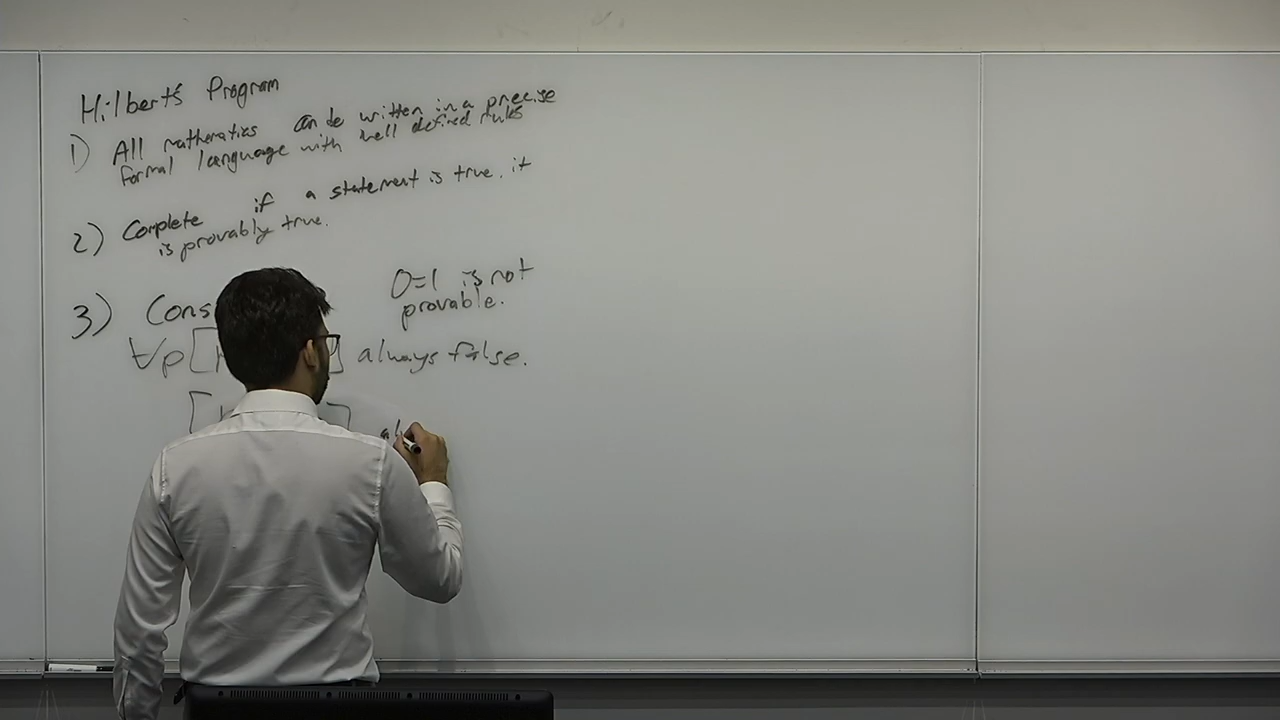 Hilbert's Program
1) All mathematics can be written in a precise
formal language with well defined rules
2) Complete if a statement is true, it
is provably true.
3) Cons
0=1 is not
provable.
∀p [ ] always false.
[ ] al